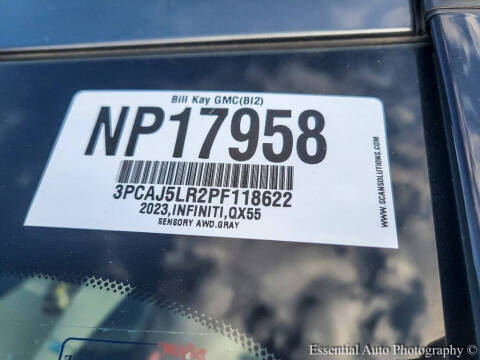 Bill Kay GMC(BI2)
NP17958
3PCAJ5LR2PF118622
2023,INFINITI,QX55
SENSORY AWD,GRAY
WWW.SCANSOLUTIONS.COM
Essential Auto Photography ©